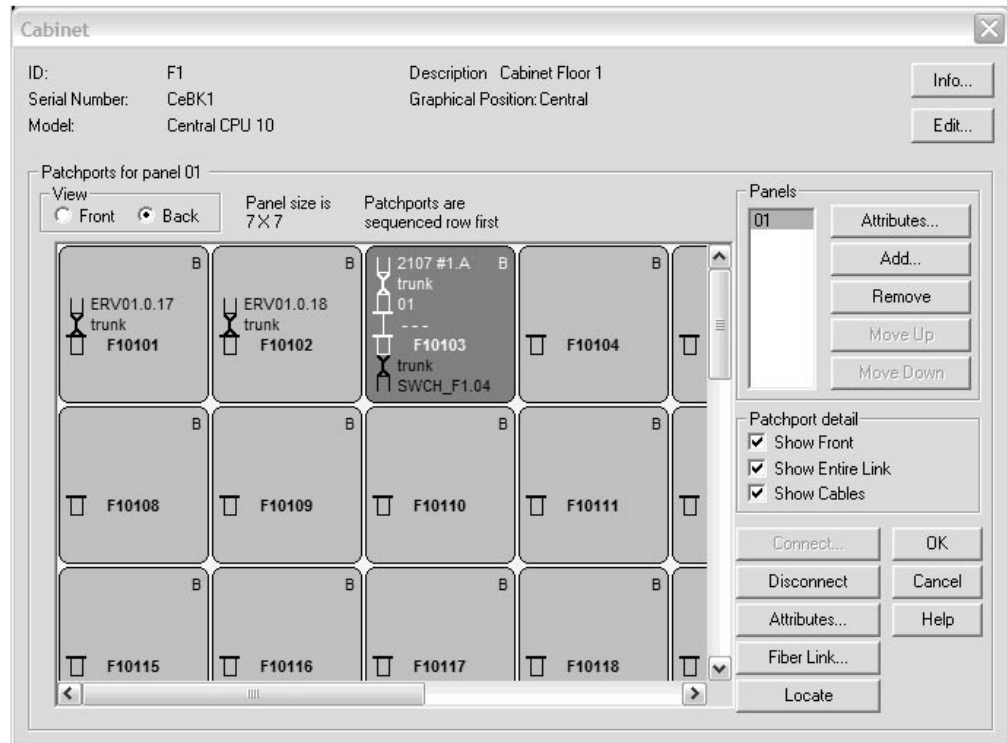 Cabinet
ID: F1 Description Cabinet Floor 1
Serial Number: CeBK1 Graphical Position: Central
Model: Central CPU 10
Info...
Edit...
Patchports for panel 01
View
Front Back
Panel size is
7 X 7
Patchports are
sequenced row first
B
ERV01.0.17
trunk
F10101
B
ERV01.0.18
trunk
F10102
2107 #1.A B
trunk
01
---
F10103
trunk
SWCH_F1.04
B
F10104
B
F10108
B
F10109
B
F10110
B
F10111
B
F10115
B
F10116
B
F10117
B
F10118
Panels
01
Attributes...
Add...
Remove
Move Up
Move Down
Patchport detail
Show Front
Show Entire Link
Show Cables
Connect... OK
Disconnect Cancel
Attributes... Help
Fiber Link...
Locate